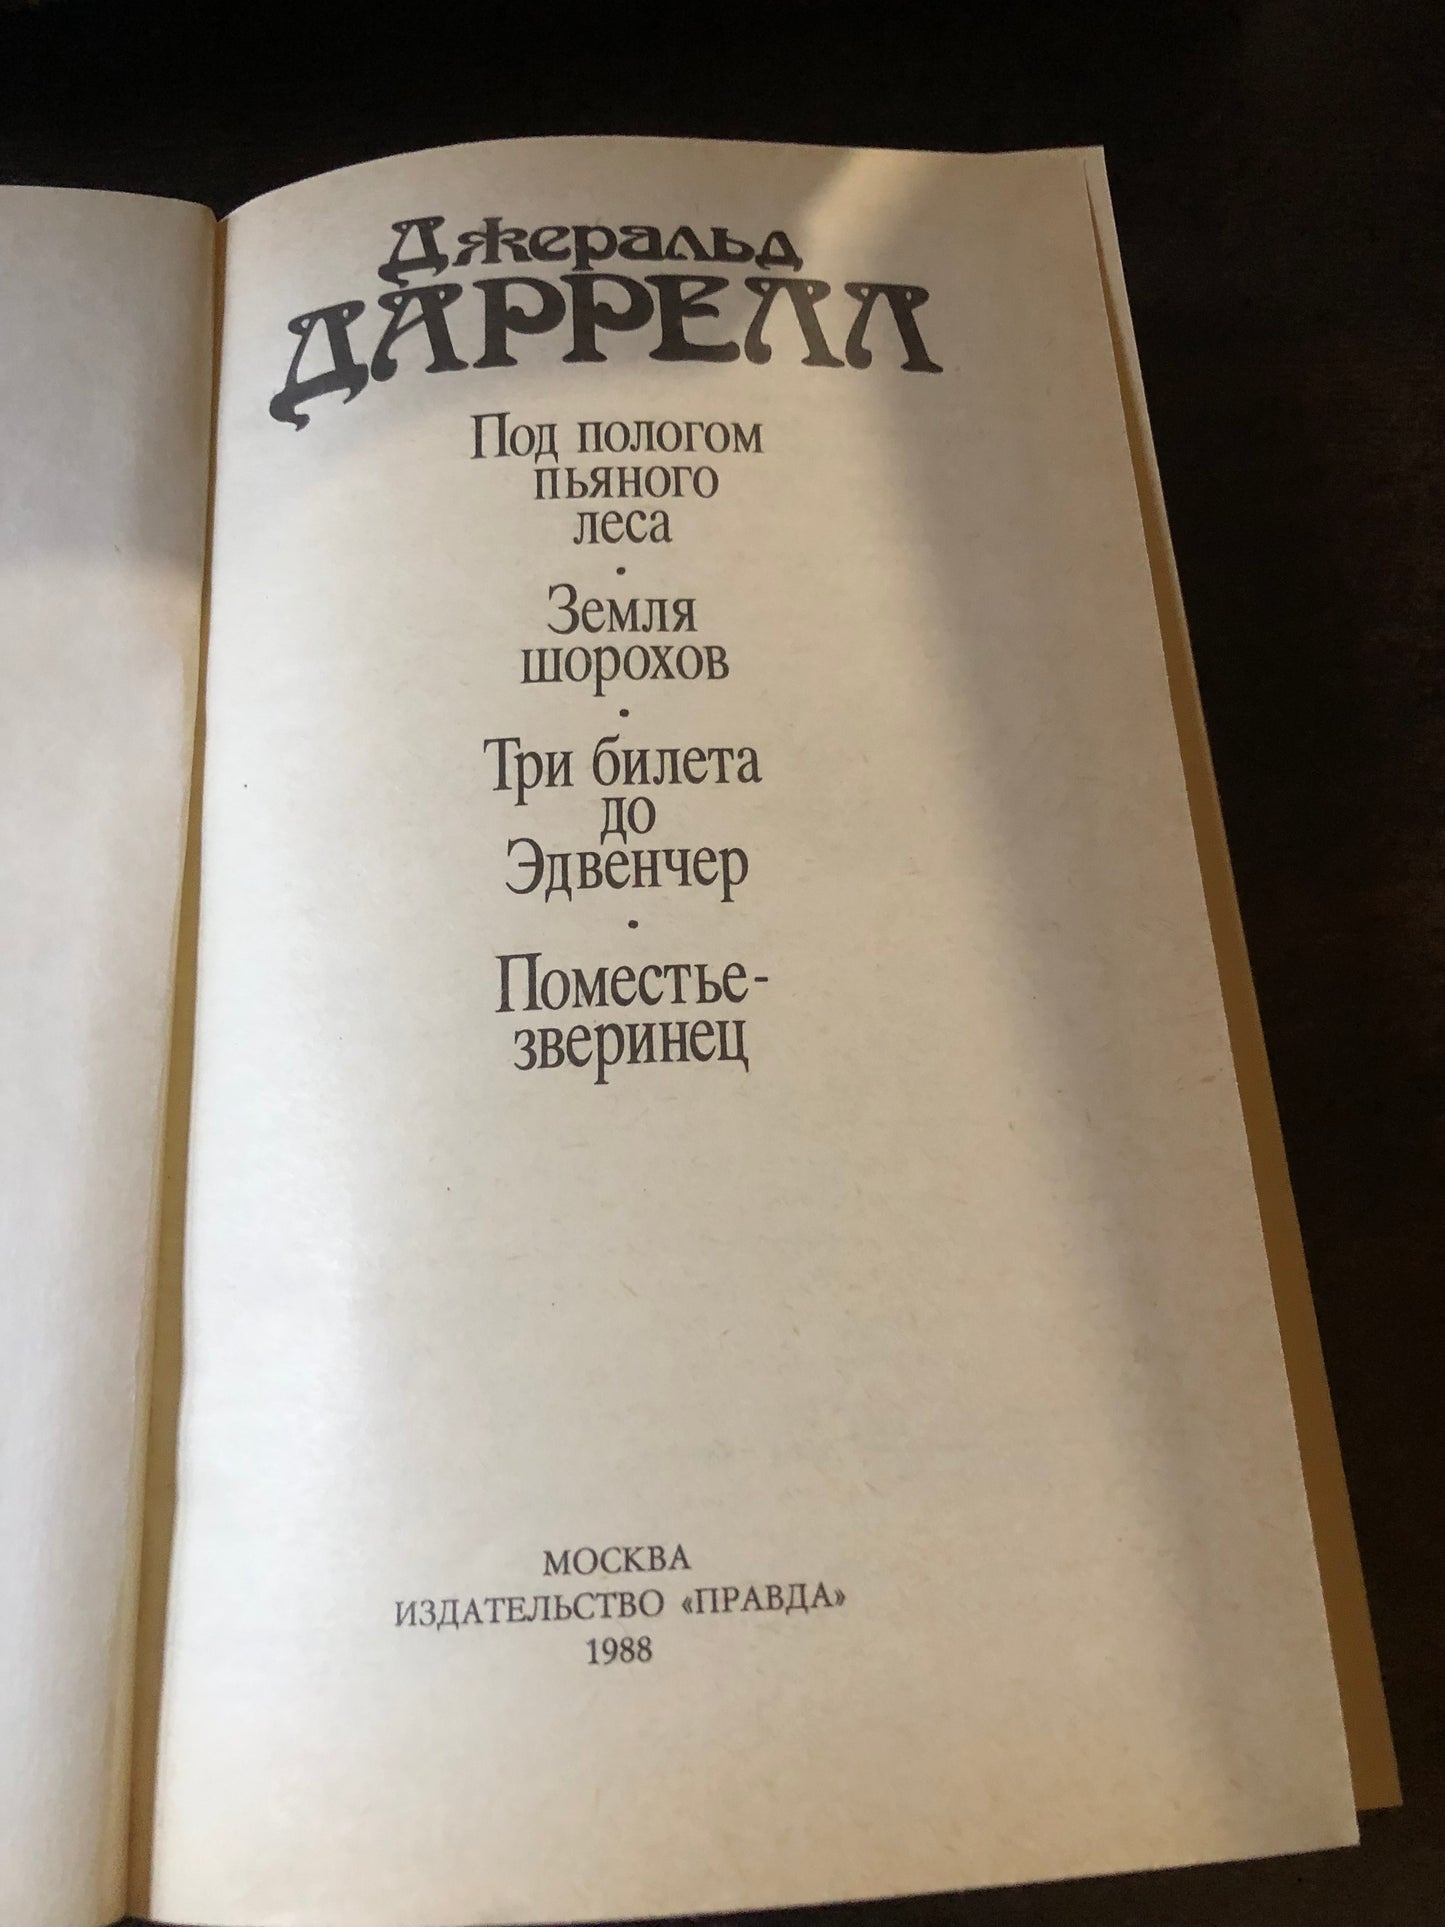 Джеральд
ДАРРЕЛЛ
Под пологом
пьяного
леса
•
Земля
шорохов
•
Три билета
до
Эдвенчер
•
Поместье-
зверинец
МОСКВА
ИЗДАТЕЛЬСТВО «ПРАВДА»
1988